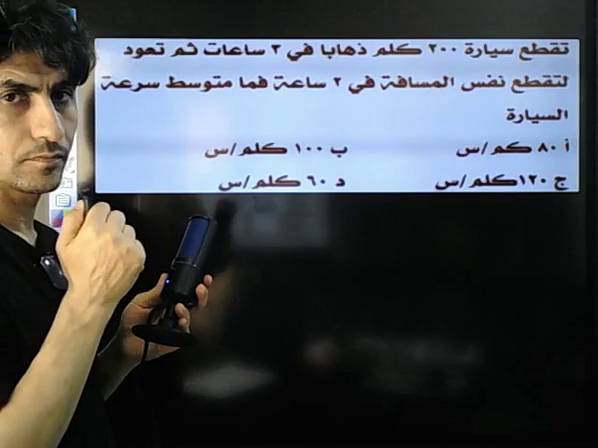 تقطع سيارة ٢٠٠ كلم ذهابا في ٣ ساعات ثم تعود
لتقطع نفس المسافة في ٢ ساعة فما متوسط سرعة
السيارة
أ ٨٠ كم/س ب ١٠٠ كلم/س
ج ١٢٠كلم/س د ٦٠ كلم/س